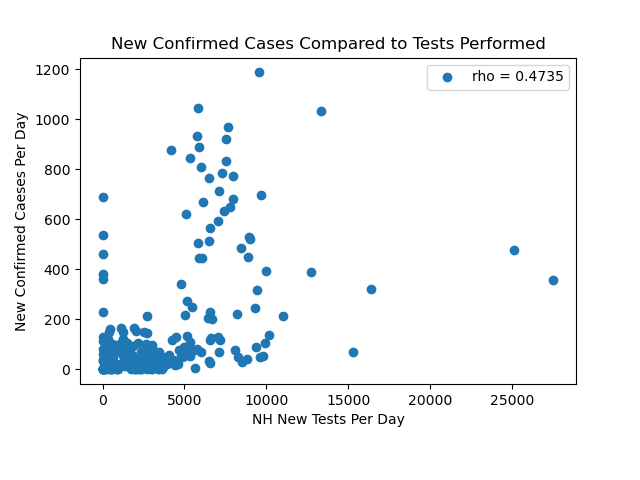 New Confirmed Cases Compared to Tests Performed
rho = 0.4735
New Confirmed Caeses Per Day
1200
1000
800
600
400
200
0
0 5000 10000 15000 20000 25000
NH New Tests Per Day